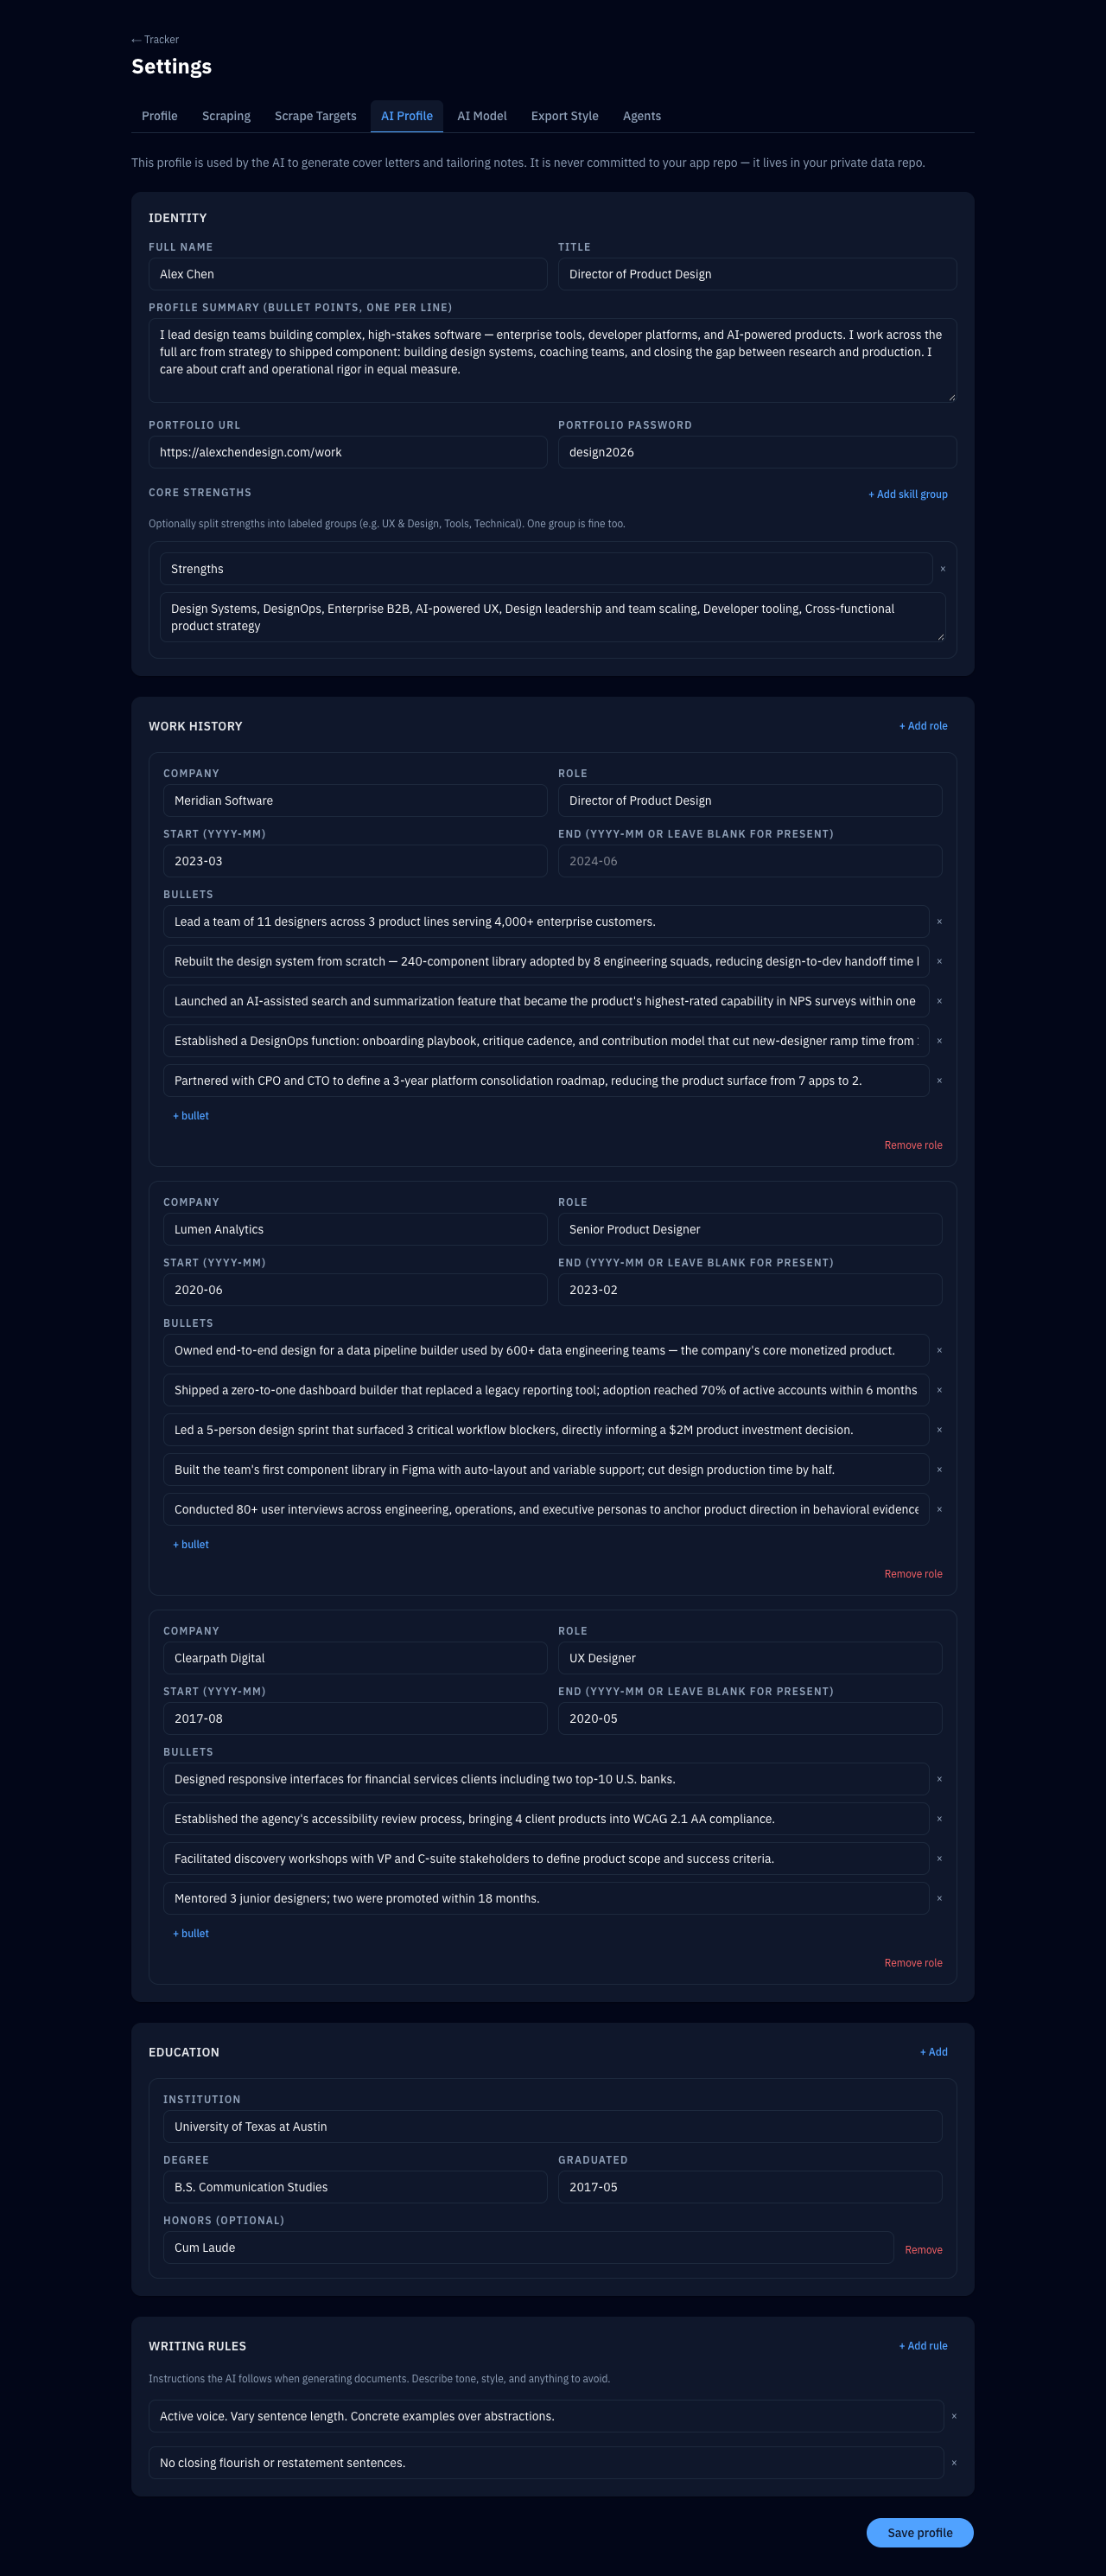 ← Tracker
Settings
Profile
Scraping
Scrape Targets
AI Profile
AI Model
Export Style
Agents
This profile is used by the AI to generate cover letters and tailoring notes. It is never committed to your app repo — it lives in your private data repo.
IDENTITY
FULL NAME
TITLE
Alex Chen
Director of Product Design
PROFILE SUMMARY (BULLET POINTS, ONE PER LINE)
I lead design teams building complex, high-stakes software — enterprise tools, developer platforms, and AI-powered products. I work across the
full arc from strategy to shipped component: building design systems, coaching teams, and closing the gap between research and production. I
care about craft and operational rigor in equal measure.
PORTFOLIO URL
PORTFOLIO PASSWORD
https://alexchendesign.com/work
design2026
CORE STRENGTHS
+ Add skill group
Optionally split strengths into labeled groups (e.g. UX & Design, Tools, Technical). One group is fine too.
Strengths
×
Design Systems, DesignOps, Enterprise B2B, AI-powered UX, Design leadership and team scaling, Developer tooling, Cross-functional
product strategy
WORK HISTORY
+ Add role
COMPANY
ROLE
Meridian Software
Director of Product Design
START (YYYY-MM)
END (YYYY-MM OR LEAVE BLANK FOR PRESENT)
2023-03
2024-06
BULLETS
Lead a team of 11 designers across 3 product lines serving 4,000+ enterprise customers.
×
Rebuilt the design system from scratch — 240-component library adopted by 8 engineering squads, reducing design-to-dev handoff time
×
Launched an AI-assisted search and summarization feature that became the product's highest-rated capability in NPS surveys within one
×
Established a DesignOps function: onboarding playbook, critique cadence, and contribution model that cut new-designer ramp time from
×
Partnered with CPO and CTO to define a 3-year platform consolidation roadmap, reducing the product surface from 7 apps to 2.
×
+ bullet
Remove role
COMPANY
ROLE
Lumen Analytics
Senior Product Designer
START (YYYY-MM)
END (YYYY-MM OR LEAVE BLANK FOR PRESENT)
2020-06
2023-02
BULLETS
Owned end-to-end design for a data pipeline builder used by 600+ data engineering teams — the company's core monetized product.
×
Shipped a zero-to-one dashboard builder that replaced a legacy reporting tool; adoption reached 70% of active accounts within 6 months
×
Led a 5-person design sprint that surfaced 3 critical workflow blockers, directly informing a $2M product investment decision.
×
Built the team's first component library in Figma with auto-layout and variable support; cut design production time by half.
×
Conducted 80+ user interviews across engineering, operations, and executive personas to anchor product direction in behavioral evidence
×
+ bullet
Remove role
COMPANY
ROLE
Clearpath Digital
UX Designer
START (YYYY-MM)
END (YYYY-MM OR LEAVE BLANK FOR PRESENT)
2017-08
2020-05
BULLETS
Designed responsive interfaces for financial services clients including two top-10 U.S. banks.
×
Established the agency's accessibility review process, bringing 4 client products into WCAG 2.1 AA compliance.
×
Facilitated discovery workshops with VP and C-suite stakeholders to define product scope and success criteria.
×
Mentored 3 junior designers; two were promoted within 18 months.
×
+ bullet
Remove role
EDUCATION
+ Add
INSTITUTION
University of Texas at Austin
DEGREE
GRADUATED
B.S. Communication Studies
2017-05
HONORS (OPTIONAL)
Cum Laude
Remove
WRITING RULES
+ Add rule
Instructions the AI follows when generating documents. Describe tone, style, and anything to avoid.
Active voice. Vary sentence length. Concrete examples over abstractions.
×
No closing flourish or restatement sentences.
×
Save profile